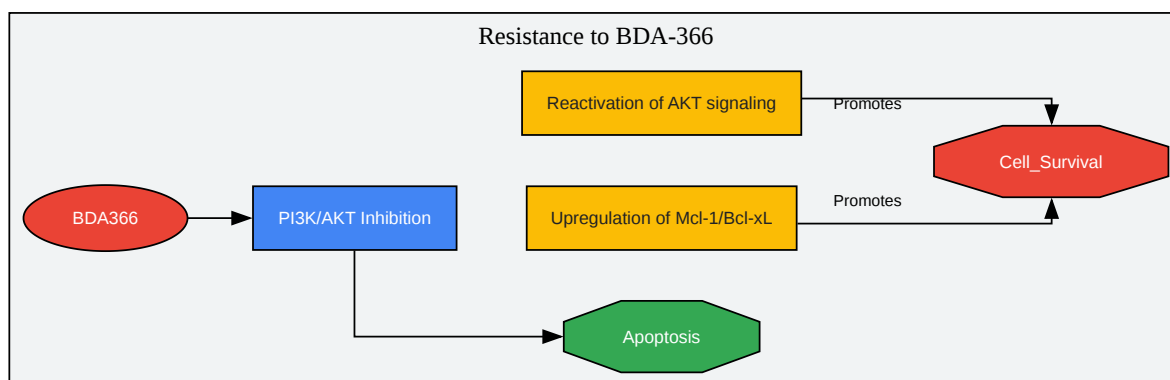 Resistance to BDA-366
Reactivation of AKT signaling
Promotes
Cell_Survival
BDA366
PI3K/AKT Inhibition
Upregulation of Mcl-1/Bcl-xL
Promotes
Apoptosis